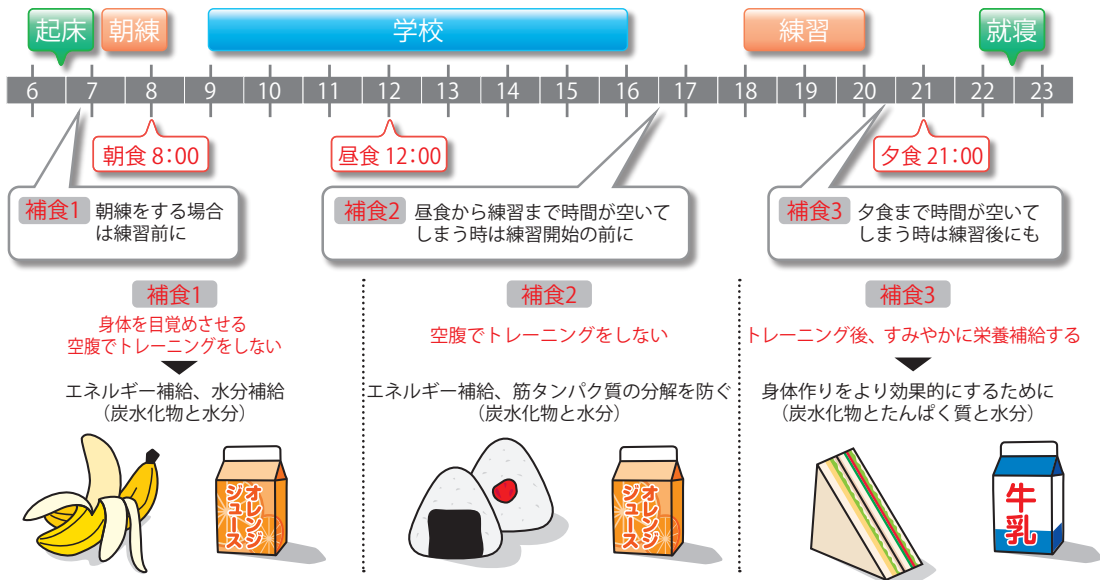 起床
朝練
学校
練習
就寝
6 7 8 9 10 11 12 13 14 15 16 17 18 19 20 21 22 23
朝食 8:00
昼食 12:00
夕食 21:00
補食1 朝練をする場合
は練習前に
補食2 昼食から練習まで時間が空いて
しまう時は練習開始の前に
補食3 夕食まで時間が空いて
しまう時は練習後にも
補食1
身体を目覚めさせる
空腹でトレーニングをしない
エネルギー補給、水分補給
(炭水化物と水分)
オレンジ
ジュース
補食2
空腹でトレーニングをしない
エネルギー補給、筋タンパク質の分解を防ぐ
(炭水化物と水分)
オレンジ
ジュース
補食3
トレーニング後、すみやかに栄養補給する
身体作りをより効果的にするために
(炭水化物とたんぱく質と水分)
牛乳